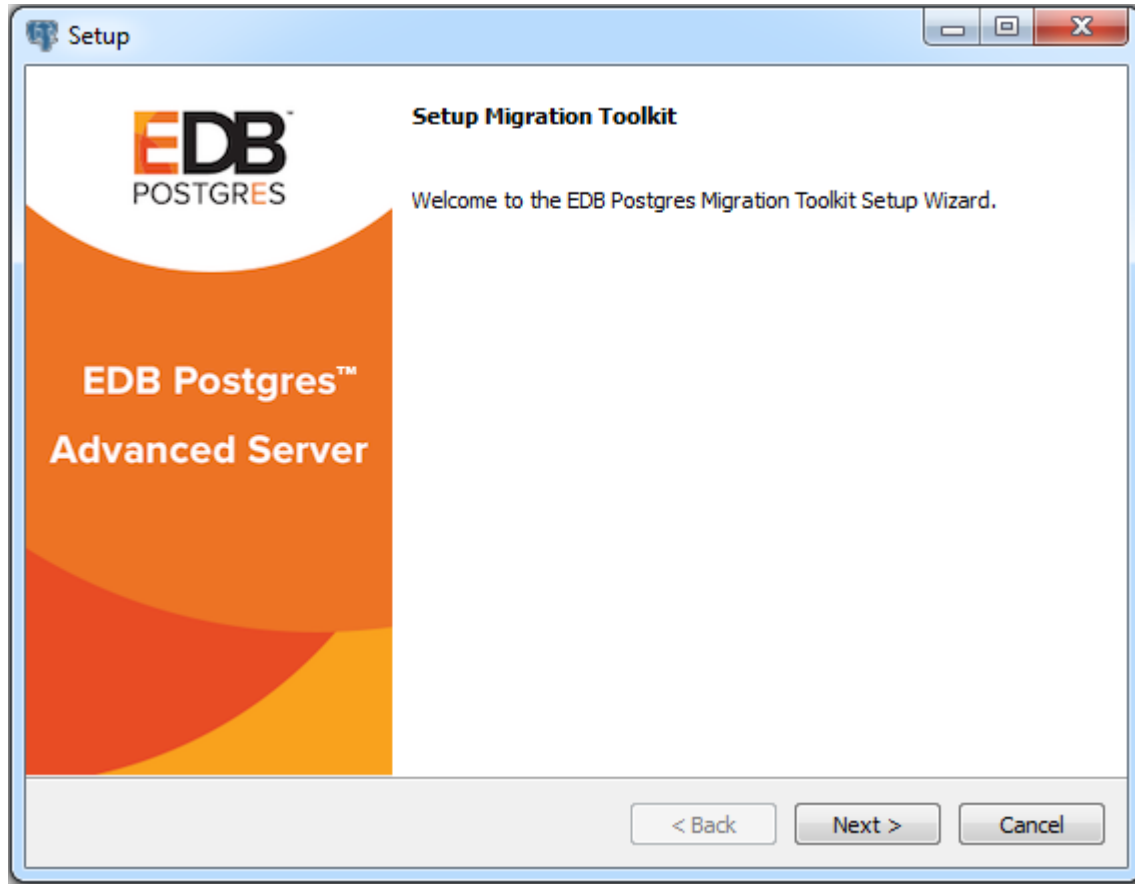 Setup
EDB™
POSTGRES
Setup Migration Toolkit
Welcome to the EDB Postgres Migration Toolkit Setup Wizard.
EDB Postgres™
Advanced Server
< Back
Next >
Cancel